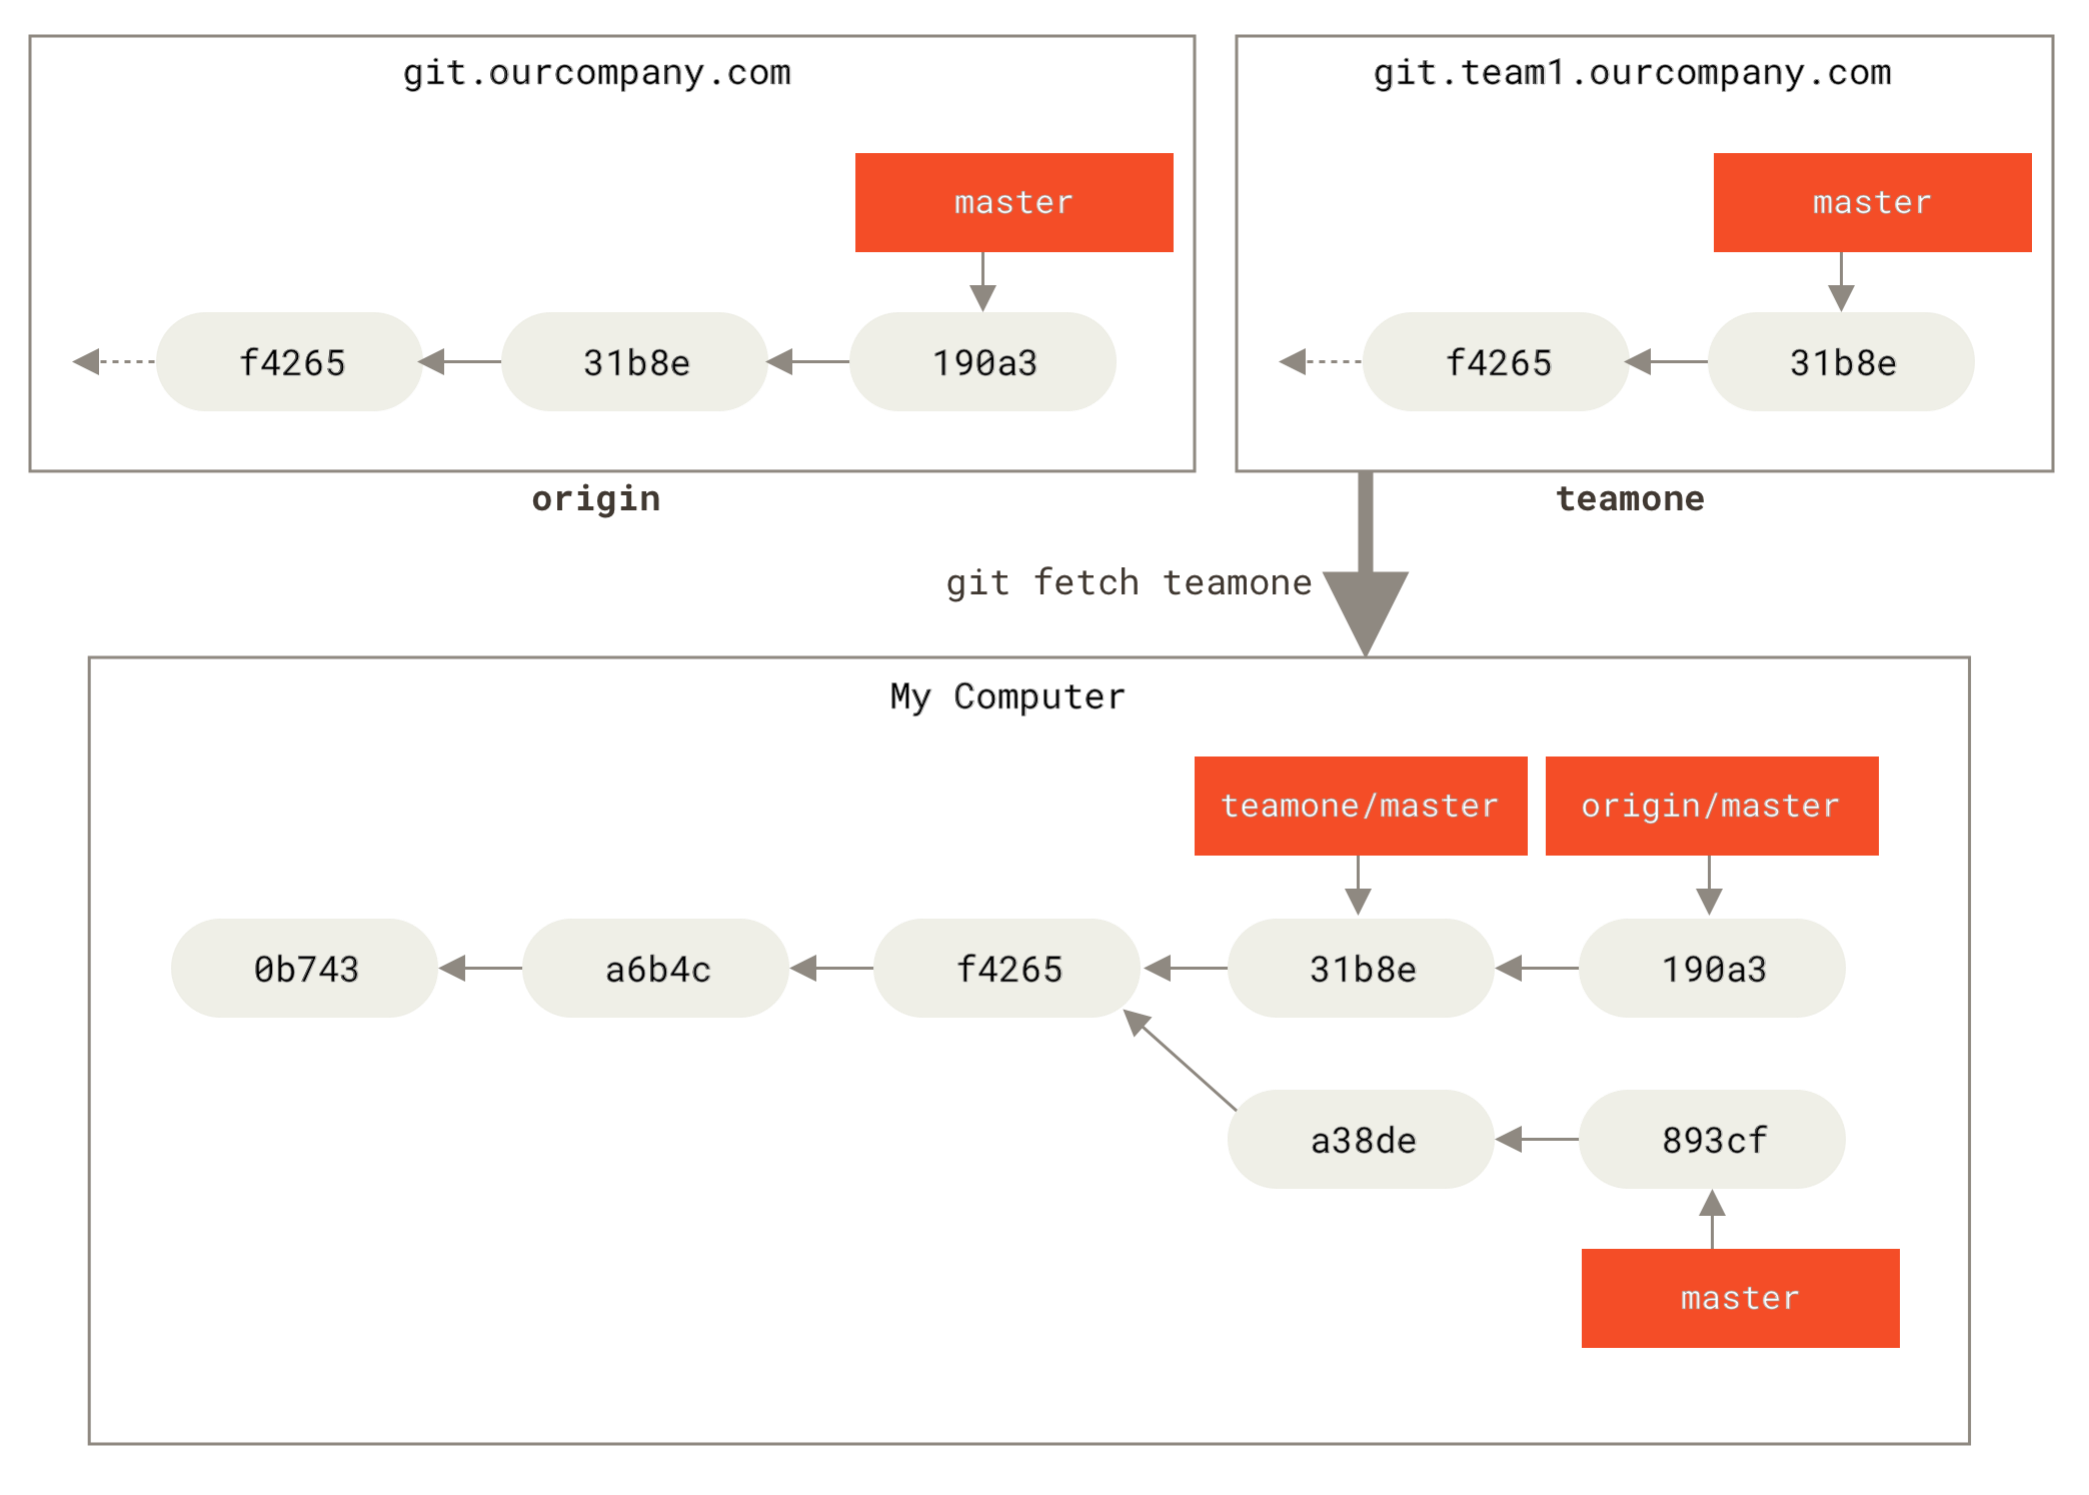 git.ourcompany.com
master
f4265
31b8e
190a3
origin
git.team1.ourcompany.com
master
f4265
31b8e
teamone
git fetch teamone
My Computer
teamone/master
origin/master
0b743
a6b4c
f4265
31b8e
190a3
a38de
893cf
master